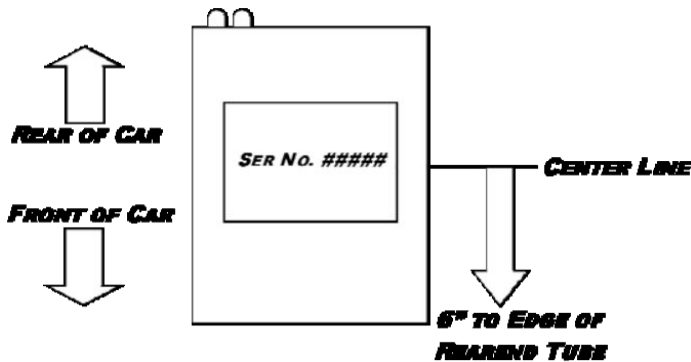 REAR OF CAR
SER NO. #####
CENTER LINE
FRONT OF CAR
6" TO EDGE OF
REAREND TUBE